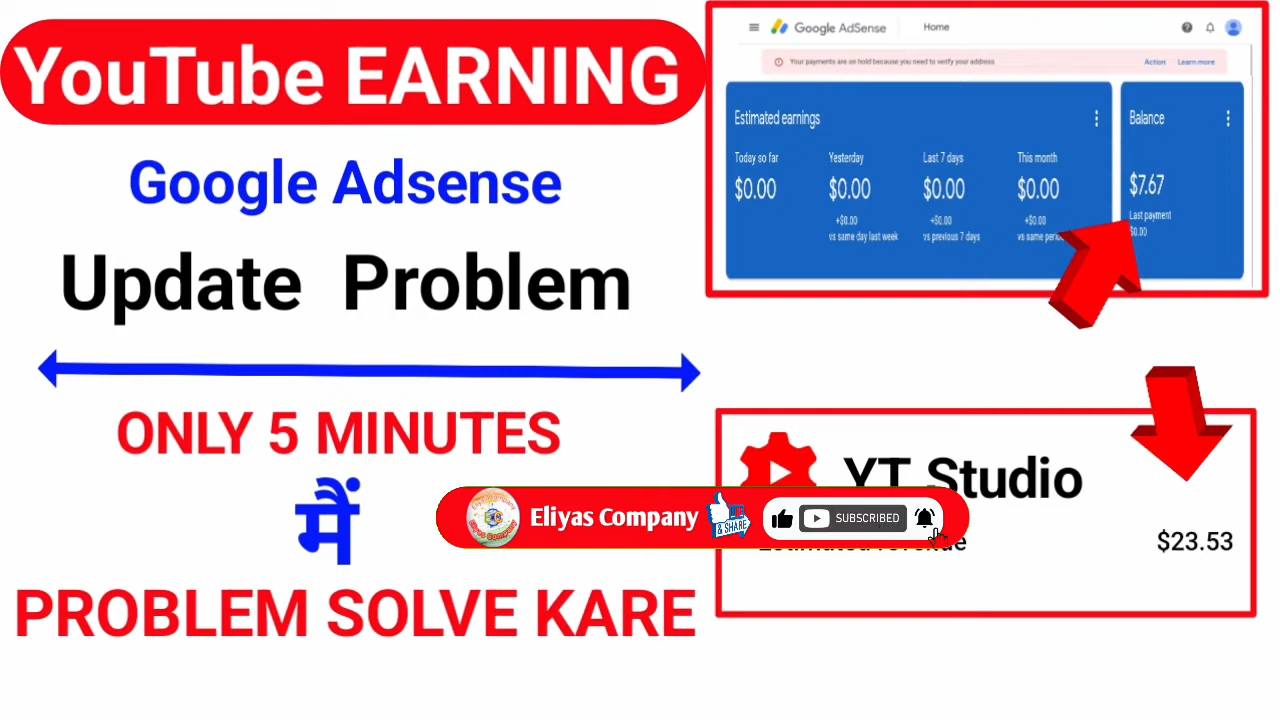 YouTube EARNING
Google Adsense
Update Problem
ONLY 5 MINUTES
में
PROBLEM SOLVE KARE
Google AdSense Home
Your payments are on hold because you need to verify your address Action Learn more
Estimated earnings
Today so far Yesterday Last 7 days This month
$0.00 $0.00 $0.00 $0.00
+$0.00 +$0.00 +$0.00
vs same day last week vs previous 7 days vs same
Balance
$7.67
Last payment
$0.00
YT Studio
Eliyas Company
& SHARE
SUBSCRIBED
Estimated revenue $23.53